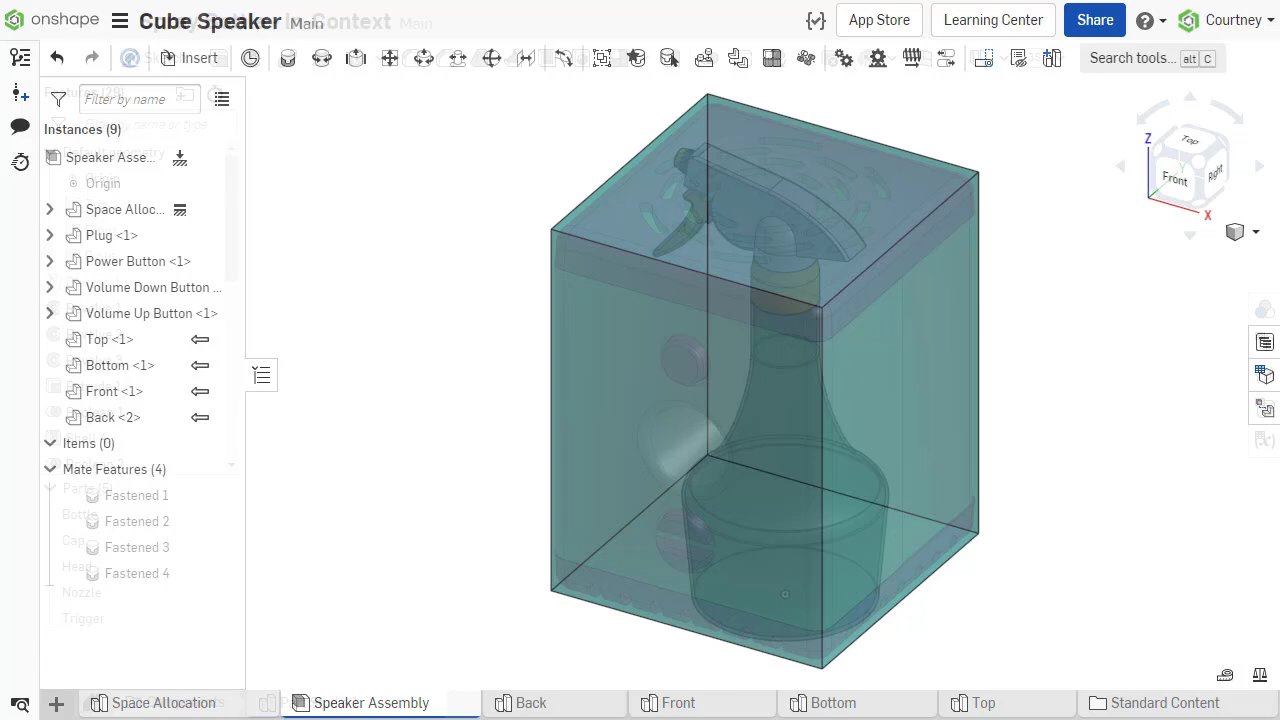 onshape
Cube Speaker Main
App Store
Learning Center
Share
Courtney
Insert
Search tools... alt C
Filter by name
Instances (9)
Speaker Asse...
Origin
Space Alloc...
Plug <1>
Power Button <1>
Volume Down Button ...
Volume Up Button <1>
Top <1>
Bottom <1>
Front <1>
Back <2>
Items (0)
Mate Features (4)
Fastened 1
Fastened 2
Fastened 3
Fastened 4
Nozzle
Trigger
Z
Top
Front
Right
X
Space Allocation
Speaker Assembly
Back
Front
Bottom
Top
Standard Content